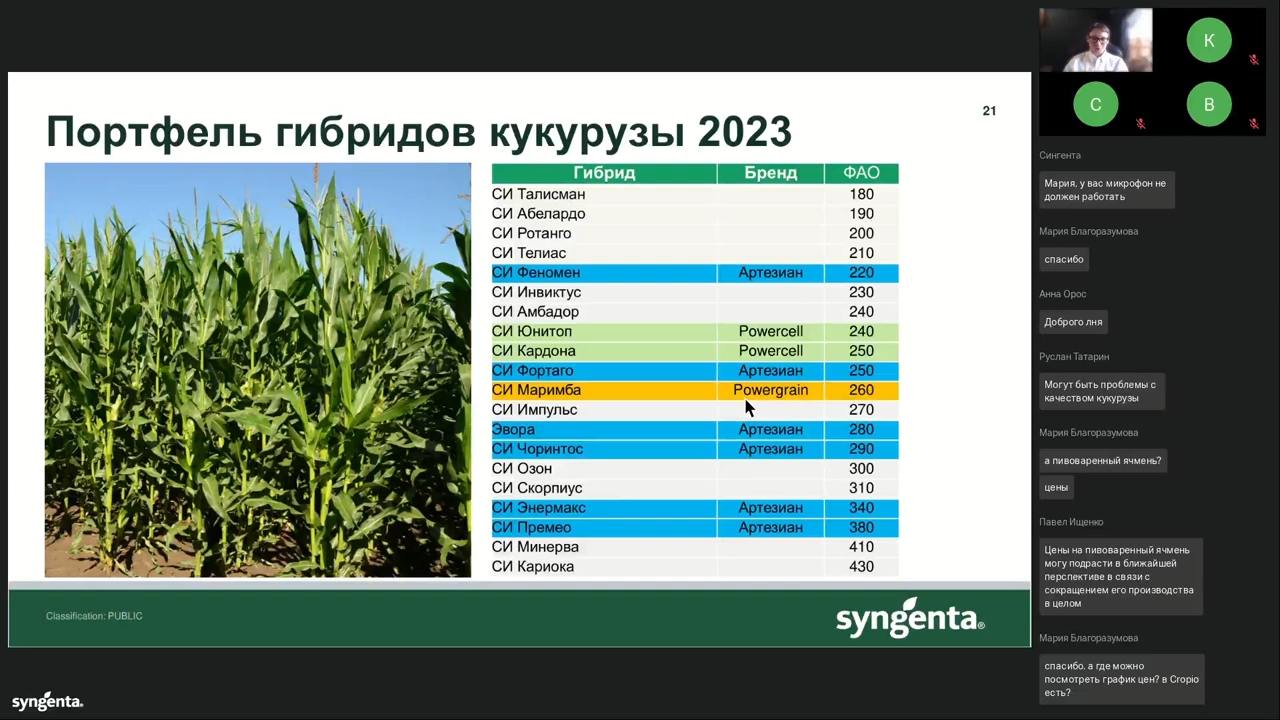 21
Портфель гибридов кукурузы 2023
Гибрид Бренд ФАО
СИ Талисман 180
СИ Абелардо 190
СИ Ротанго 200
СИ Телиас 210
СИ Феномен Артезиан 220
СИ Инвиктус 230
СИ Амбадор 240
СИ Юнитоп Powercell 240
СИ Кардона Powercell 250
СИ Фортаго Артезиан 250
СИ Маримба Powergrain 260
СИ Импульс 270
Эвора Артезиан 280
СИ Чоринтос Артезиан 290
СИ Озон 300
СИ Скорпиус 310
СИ Энермакс Артезиан 340
СИ Премео Артезиан 380
СИ Минерва 410
СИ Кариока 430
Classification: PUBLIC
syngenta®
syngenta.
К
С
В
Сингента
Мария, у вас микрофон не
должен работать
Мария Благоразумова
спасибо
Анна Орос
Доброго лня
Руслан Татарин
Могут быть проблемы с
качеством кукурузы
Мария Благоразумова
а пивоваренный ячмень?
цены
Павел Ищенко
Цены на пивоваренный ячмень
могу подрасти в ближайшей
перспективе в связи с
сокращением его производства
в целом
Мария Благоразумова
спасибо. а где можно
посмотреть график цен? в Cropio
есть?